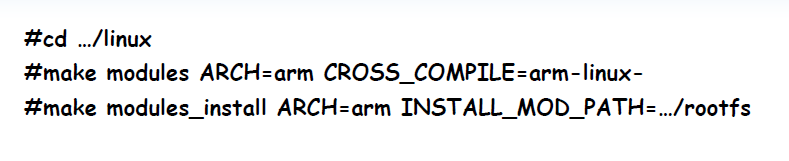 #cd …/linux
#make modules ARCH=arm CROSS_COMPILE=arm-linux-
#make modules_install ARCH=arm INSTALL_MOD_PATH=…/rootfs